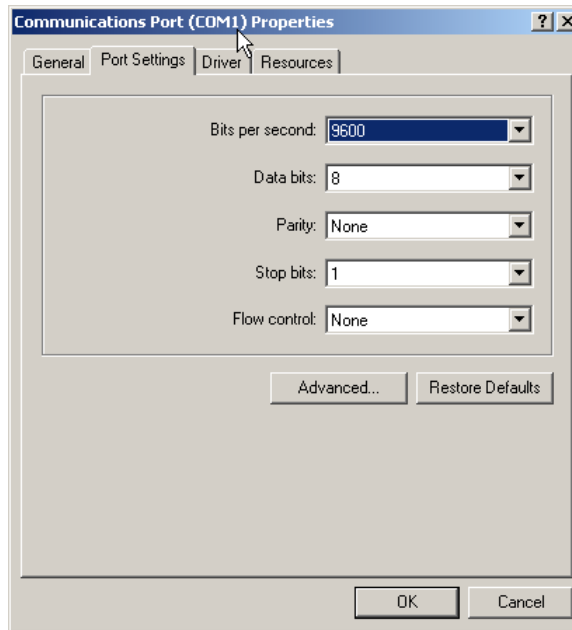 Communications Port (COM1) Properties
General Port Settings Driver Resources
Bits per second: 9600
Data bits: 8
Parity: None
Stop bits: 1
Flow control: None
Advanced... Restore Defaults
OK Cancel